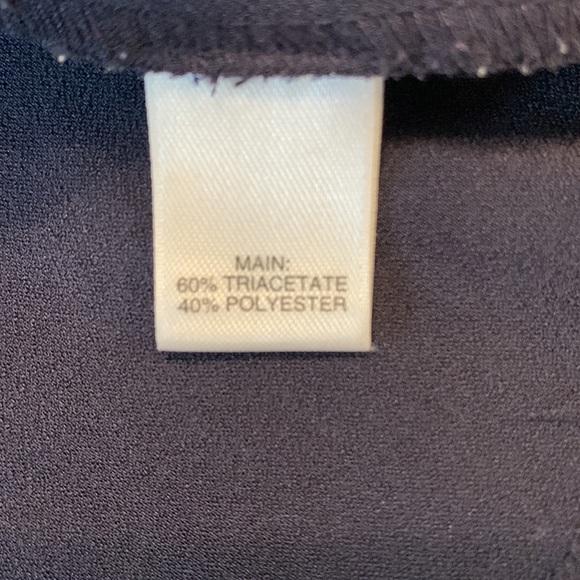 MAIN:
60% TRIACETATE
40% POLYESTER